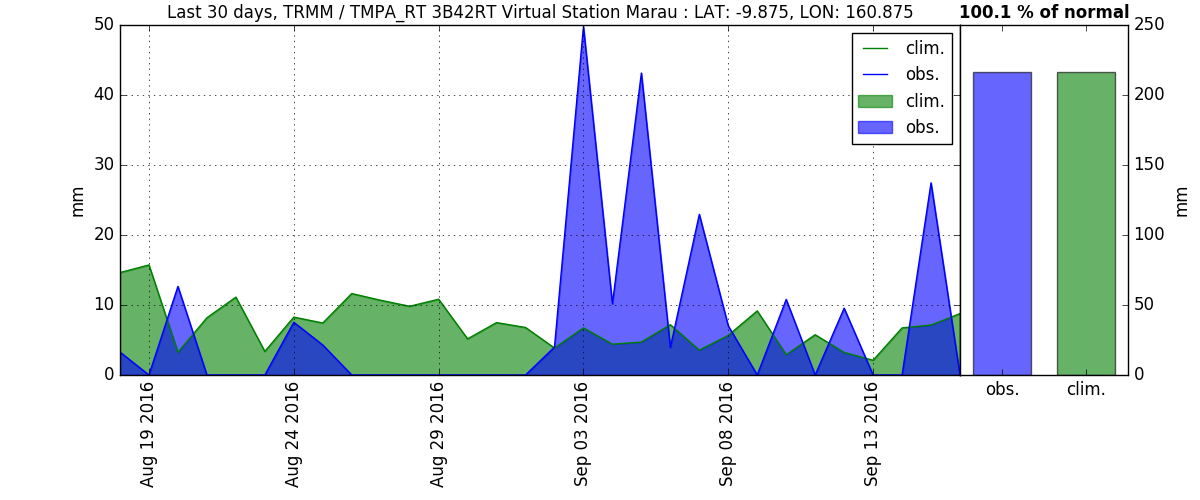 Last 30 days, TRMM / TMPA_RT 3B42RT Virtual Station Marau : LAT: -9.875, LON: 160.875
100.1 % of normal
50
40
30
20
10
0
mm
clim.
obs.
clim.
obs.
Aug 19 2016
Aug 24 2016
Aug 29 2016
Sep 03 2016
Sep 08 2016
Sep 13 2016
250
200
150
100
50
0
mm
obs.
clim.